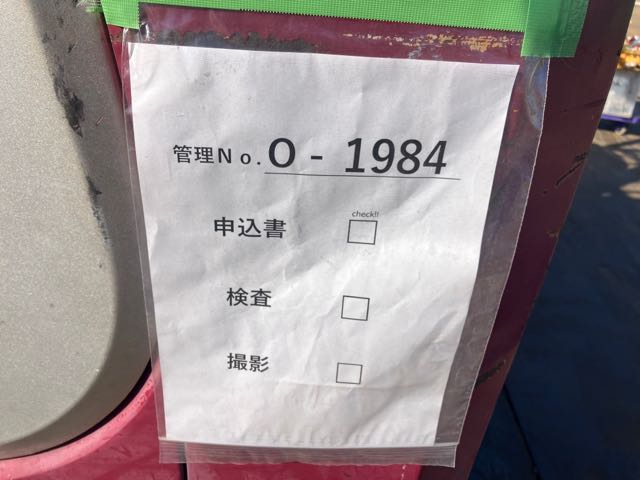 管理No. O - 1984
check!!
申込書 □
検査 □
撮影 □